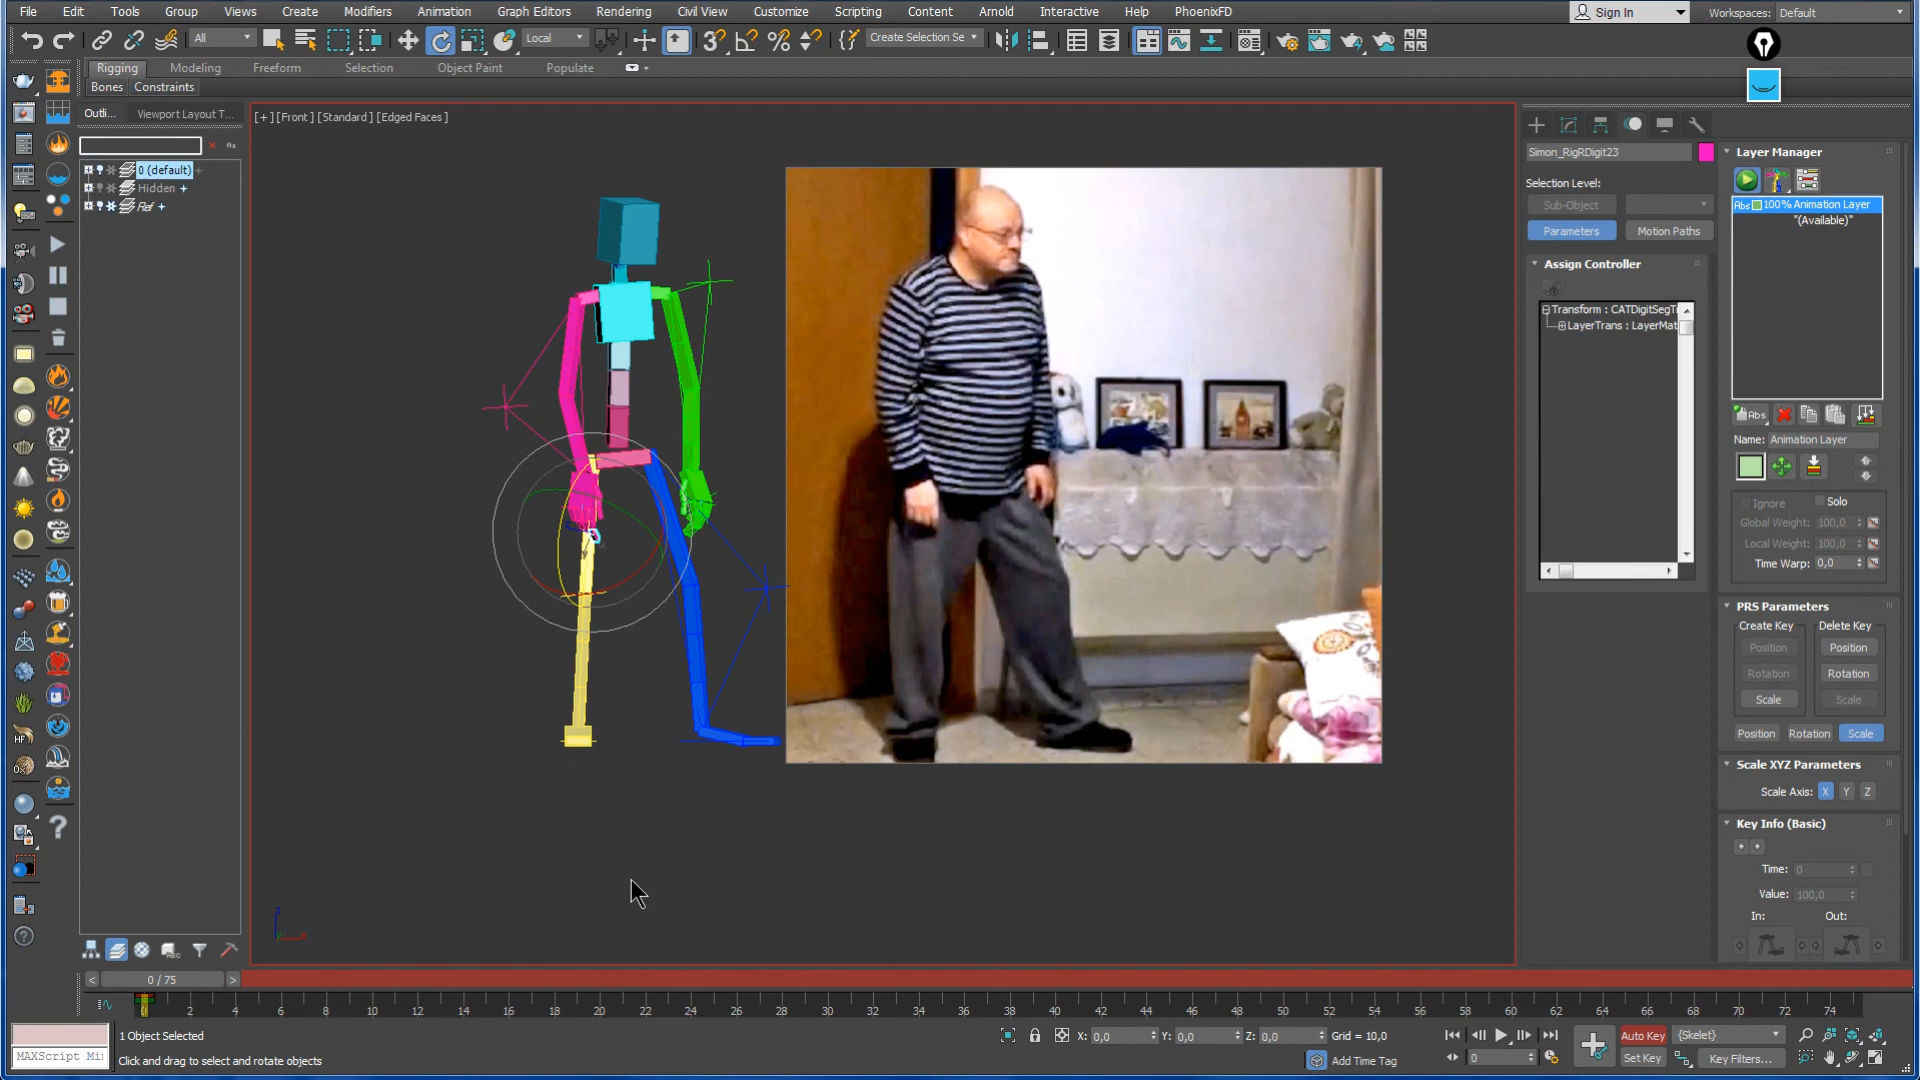 File Edit Tools Group Views Create Modifiers Animation Graph Editors Rendering Civil View Customize Scripting Content Arnold Interactive Help PhoenixFD
Sign In Workspaces: Default
All Local Create Selection Se
Rigging Modeling Freeform Selection Object Paint Populate
Bones Constraints
Outli... Viewport Layout T...
[+] [Front ] [Standard ] [Edged Faces ]
0 (default)
Hidden
Ref
Simon_RigRDigit23
Selection Level:
Sub-Object
Parameters Motion Paths
Assign Controller
Transform : CATDigitSegTr
LayerTrans : LayerMat
Layer Manager
Abs 100% Animation Layer
"(Available)"
Abs
Name: Animation Layer
Ignore Solo
Global Weight: 100,0
Local Weight: 100,0
Time Warp: 0,0
PRS Parameters
Create Key Delete Key
Position Position
Rotation Rotation
Scale Scale
Position Rotation Scale
Scale XYZ Parameters
Scale Axis: X Y Z
Key Info (Basic)
Time: 0
Value: 100,0
In: Out:
< 0 / 75 >
0 2 4 6 8 10 12 14 16 18 20 22 24 26 28 30 32 34 36 38 40 42 44 46 48 50 52 54 56 58 60 62 64 66 68 70 72 74
1 Object Selected
X: 0,0 Y: 0,0 Z: 0,0 Grid = 10,0
Auto Key {Skelet}
MAXScript Mi
Click and drag to select and rotate objects
Add Time Tag
0
Set Key Key Filters...